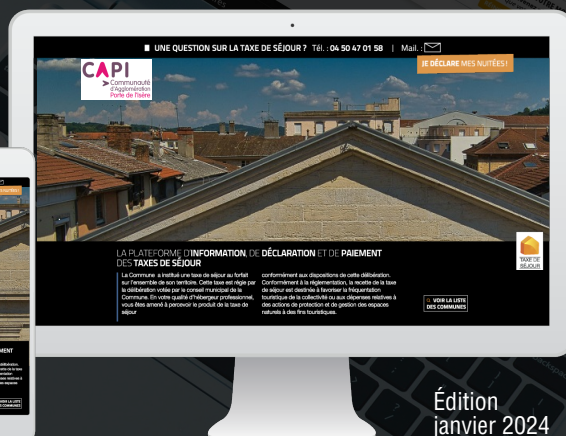 UNE QUESTION SUR LA TAXE DE SÉJOUR ? Tél. : 04 50 47 01 58 | Mail. :
JE DÉCLARE MES NUITÉES !
CAPI
Communauté
d'Agglomération
Porte de l'Isère
LA PLATEFORME D'INFORMATION, DE DÉCLARATION ET DE PAIEMENT
DES TAXES DE SÉJOUR
La Commune a institué une taxe de séjour au forfait
sur l'ensemble de son territoire. Cette taxe est régie par
la délibération votée par le conseil municipal de la
Commune. En votre qualité d'hébergeur professionnel,
vous êtes amené à percevoir le produit de la taxe de
séjour
conformément aux dispositions de cette délibération.
Conformément à la réglementation, la recette de la taxe
de séjour est destinée à favoriser la fréquentation
touristique de la collectivité ou aux dépenses relatives à
des actions de protection et de gestion des espaces
naturels à des fins touristiques.
TAXE DE
SÉJOUR
VOIR LA LISTE
DES COMMUNES
Édition
janvier 2024